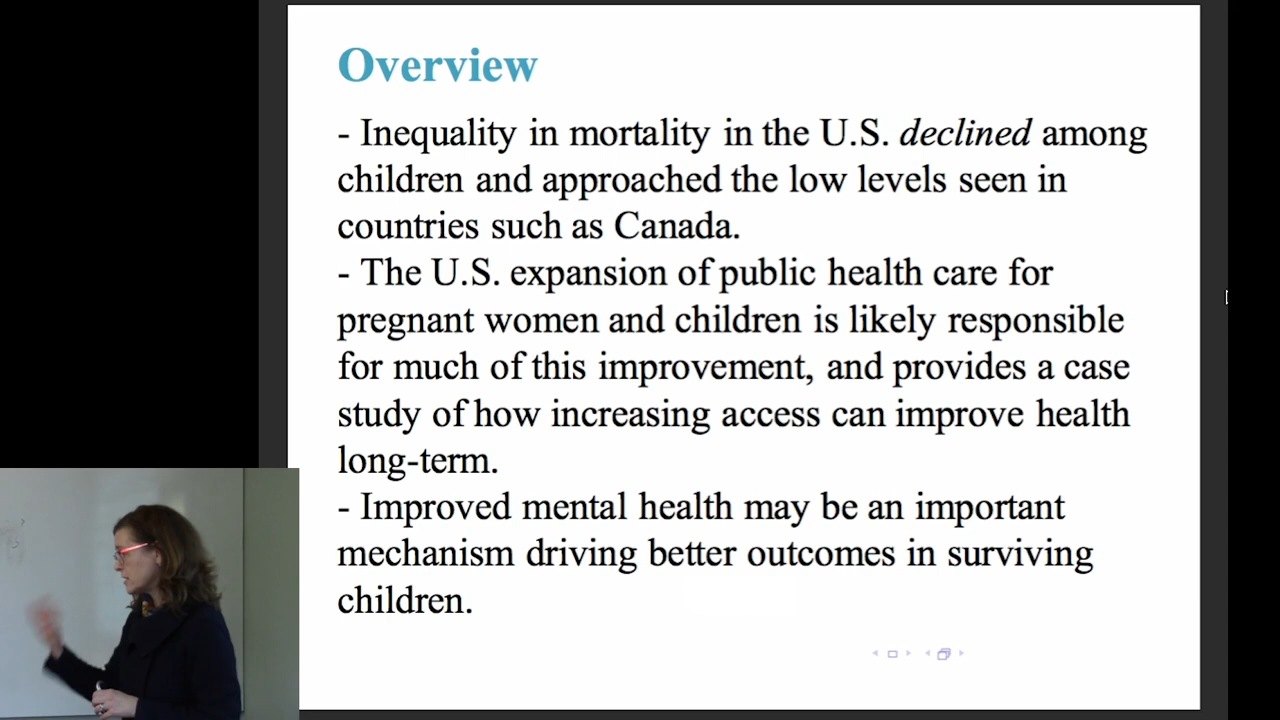 Overview
- Inequality in mortality in the U.S. declined among
children and approached the low levels seen in
countries such as Canada.
- The U.S. expansion of public health care for
pregnant women and children is likely responsible
for much of this improvement, and provides a case
study of how increasing access can improve health
long-term.
- Improved mental health may be an important
mechanism driving better outcomes in surviving
children.